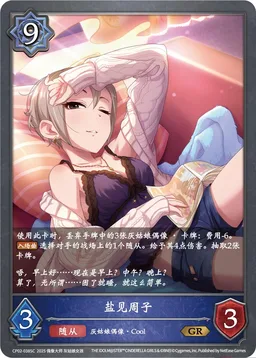 9
使用此卡时，丢弃手牌中的3张灰姑娘偶像·卡牌：费用-6。
入场曲 选择对手的战场上的1个随从。给予其4点伤害。抽取2张
卡牌。
唔，早上好……现在是早上？中午？晚上？
算了，无所谓……困了就睡，就这么简单。
盐见周子
3
随从
灰姑娘偶像·Cool
GR
3